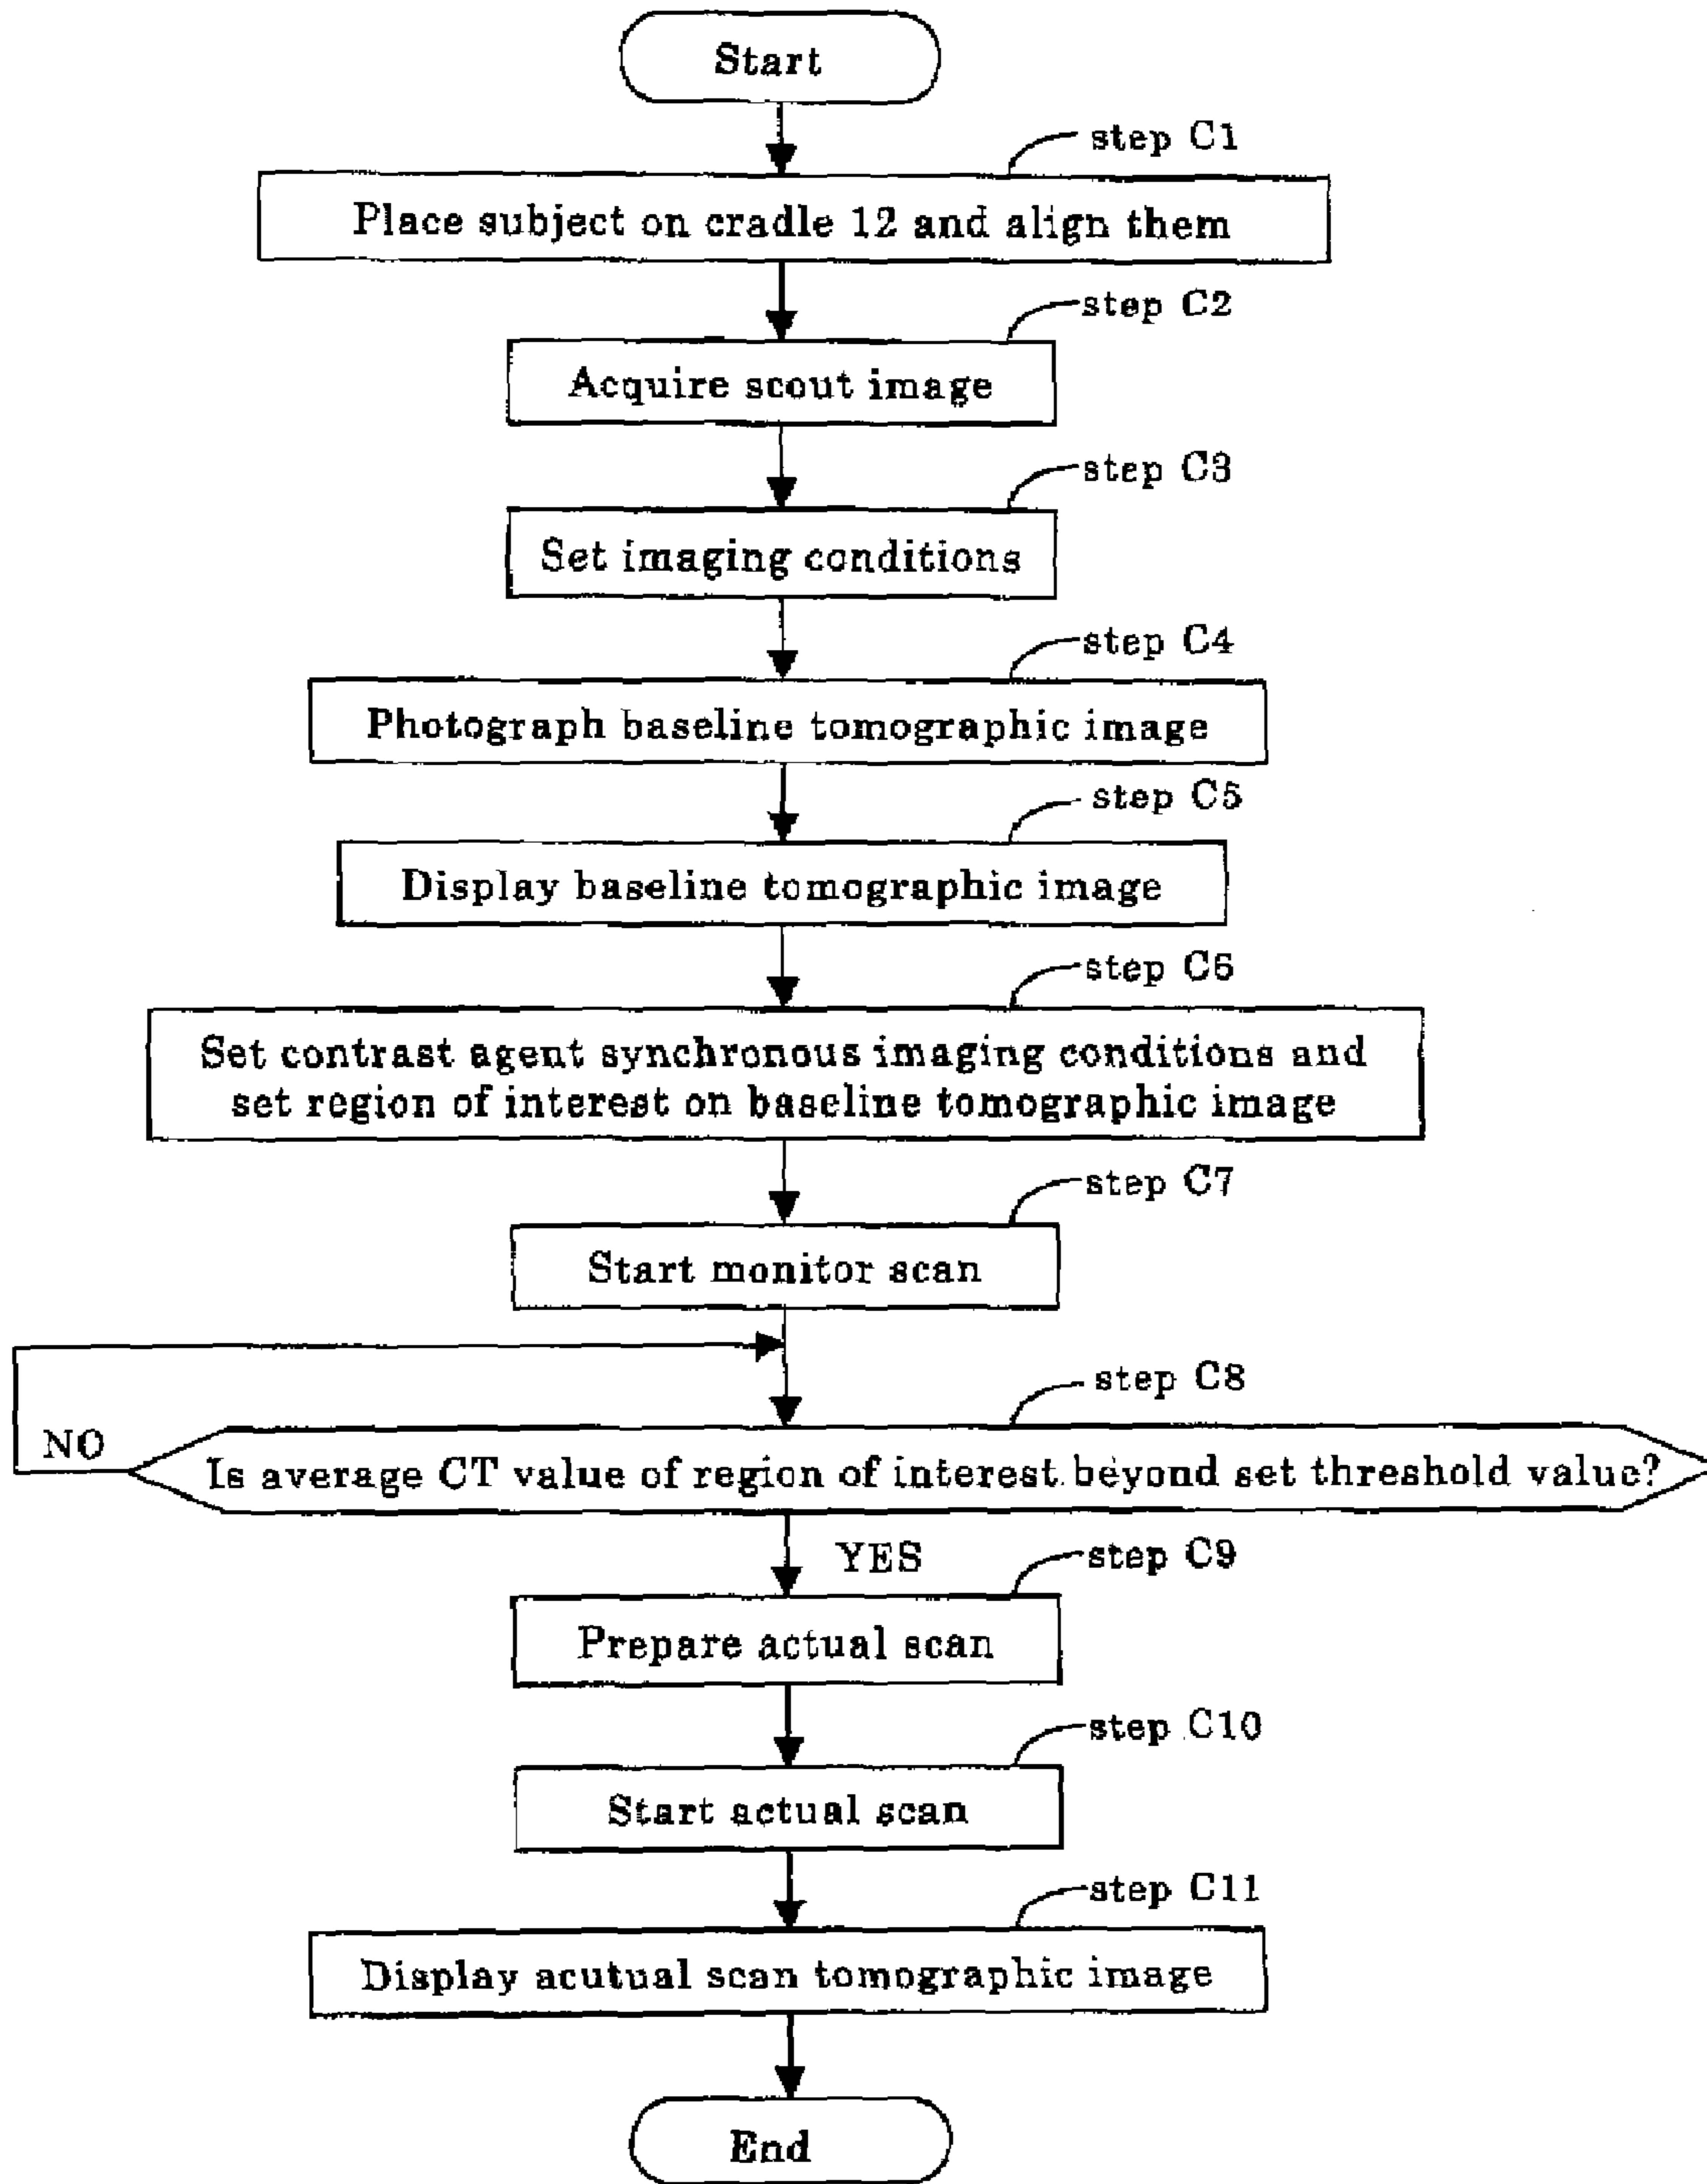 Start
step C1
Place subject on cradle 12 and align them
step C2
Acquire scout image
step C3
Set imaging conditions
step C4
Photograph baseline tomographic image
step C5
Display baseline tomographic image
step C6
Set contrast agent synchronous imaging conditions and
set region of interest on baseline tomographic image
step C7
Start monitor scan
step C8
NO
Is average CT value of region of interest beyond set threshold value?
YES
step C9
Prepare actual scan
step C10
Start actual scan
step C11
Display acutual scan tomographic image
End